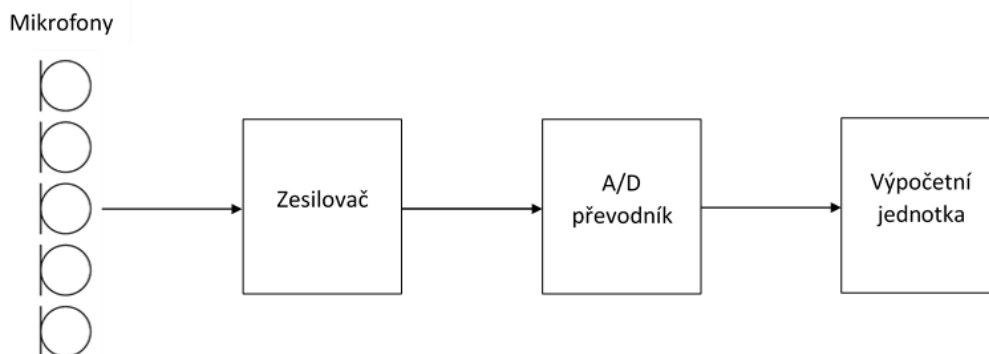 Mikrofony
Zesilovač
A/D
převodník
Výpočetní
jednotka